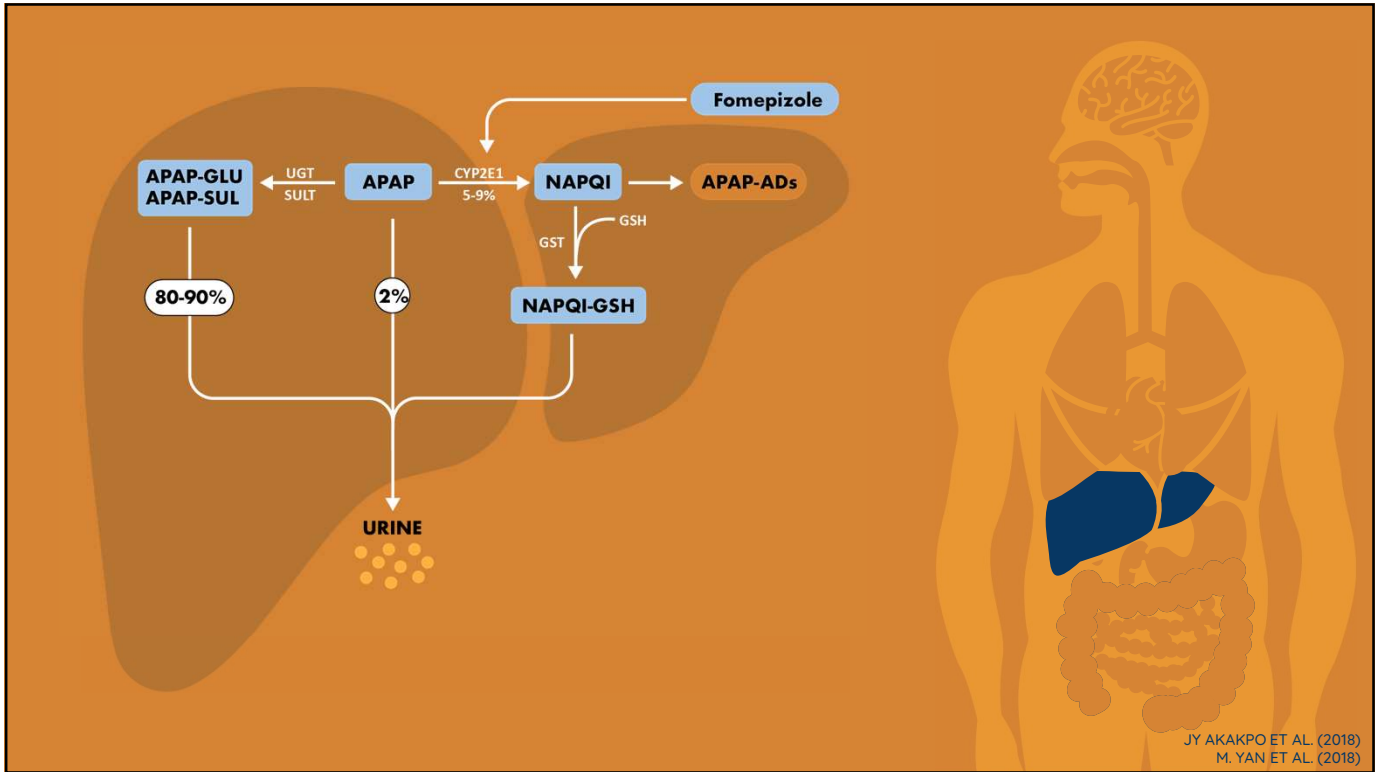 Fomepizole
APAP-GLU
APAP-SUL
UGT
SULT
APAP
CYP2E1
5-9%
NAPQI
APAP-ADs
GST
GSH
80-90%
2%
NAPQI-GSH
URINE
JY AKAKPO ET AL. (2018)
M. YAN ET AL. (2018)